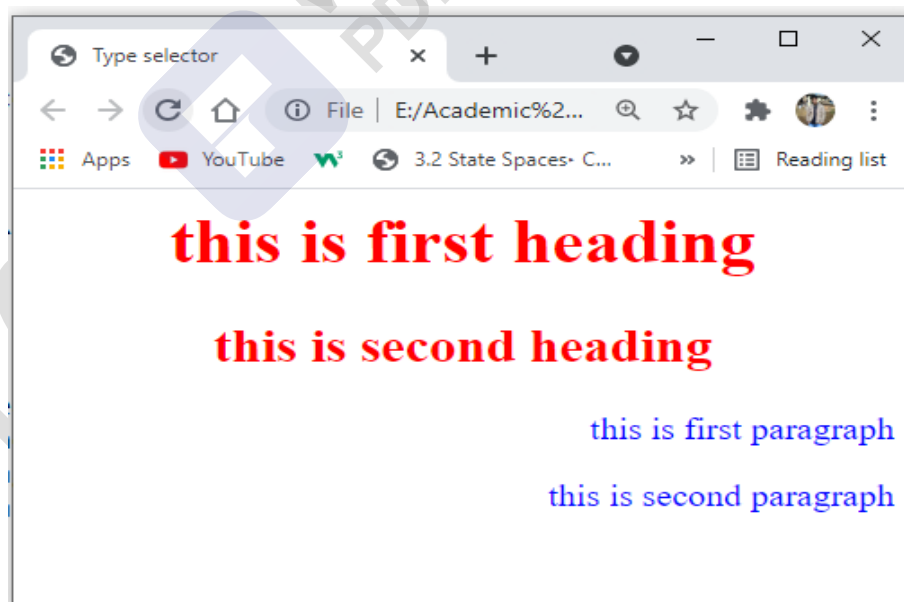 Type selector
File | E:/Academic%2...
Apps YouTube w3 3.2 State Spaces· C... » Reading list
this is first heading
this is second heading
this is first paragraph
this is second paragraph